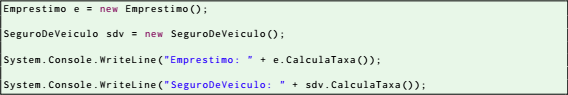 Emprestimo e = new Emprestimo();
SeguroDeVeiculo sdv = new SeguroDeVeiculo();
System.Console.WriteLine("Emprestimo: " + e.CalculaTaxa());
System.Console.WriteLine("SeguroDeVeiculo: " + sdv.CalculaTaxa());